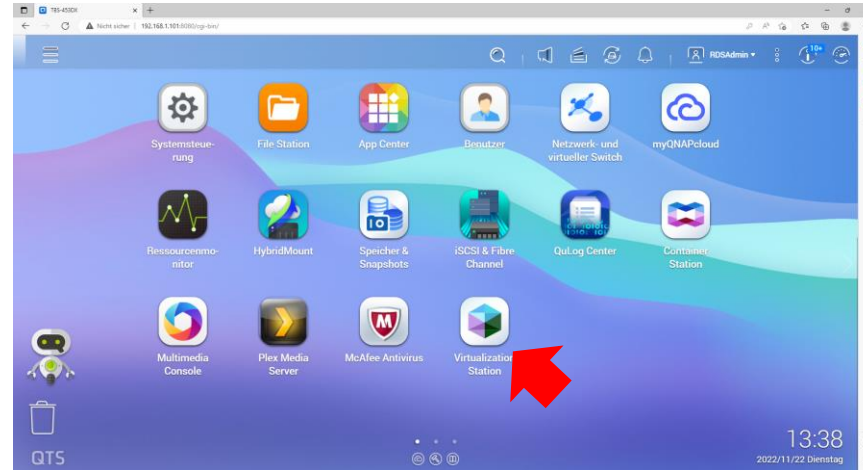 TBS-453DX
Nicht sicher | 192.168.1.101:8080/cgi-bin/
RDSAdmin
10+
Systemsteue-
rung
File Station
App Center
Benutzer
Netzwerk- und
virtueller Switch
myQNAPcloud
Ressourcenmo-
nitor
HybridMount
Speicher &
Snapshots
iSCSI & Fibre
Channel
QuLog Center
Container
Station
Multimedia
Console
Plex Media
Server
McAfee Antivirus
Virtualization
Station
QTS
13:38
2022/11/22 Dienstag